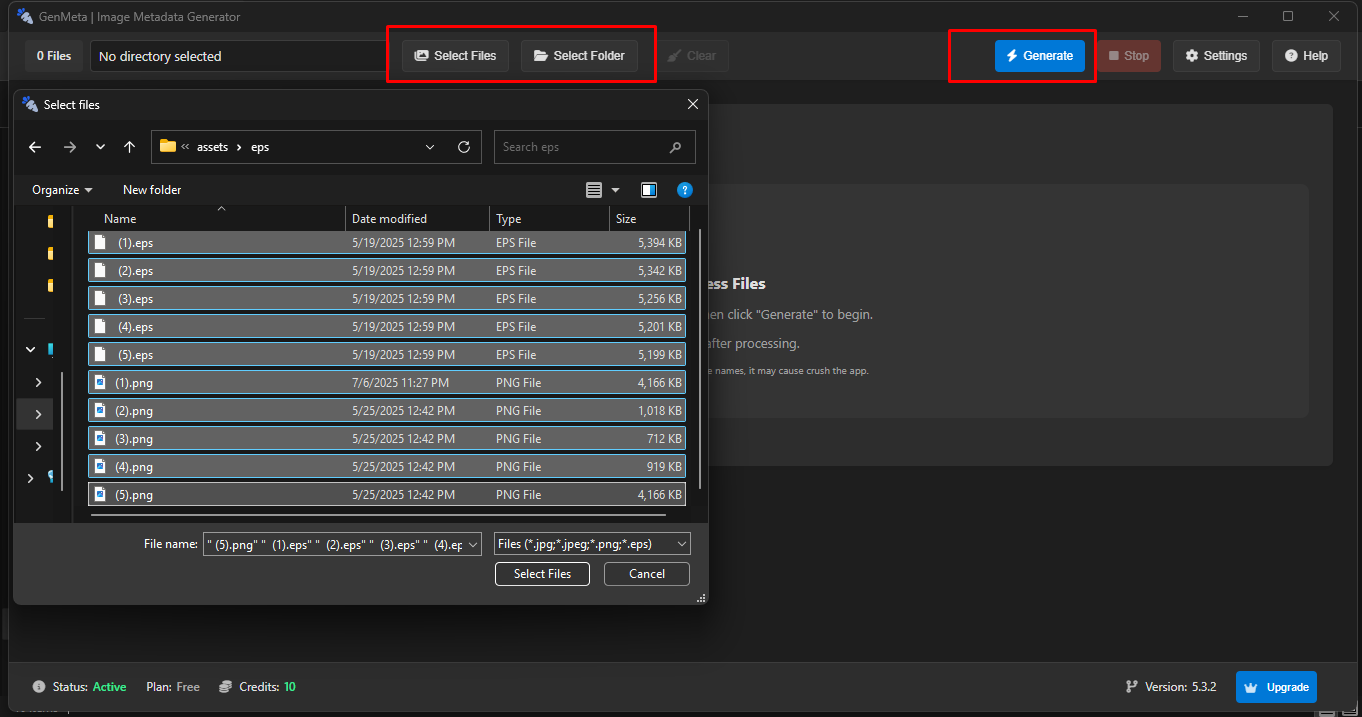 GenMeta | Image Metadata Generator
0 Files No directory selected Select Files Select Folder Clear Generate Stop Settings Help
Select files
« assets › eps Search eps
Organize New folder
Name Date modified Type Size
(1).eps 5/19/2025 12:59 PM EPS File 5,394 KB
(2).eps 5/19/2025 12:59 PM EPS File 5,342 KB
(3).eps 5/19/2025 12:59 PM EPS File 5,256 KB
(4).eps 5/19/2025 12:59 PM EPS File 5,201 KB
(5).eps 5/19/2025 12:59 PM EPS File 5,199 KB
(1).png 7/6/2025 11:27 PM PNG File 4,166 KB
(2).png 5/25/2025 12:42 PM PNG File 1,018 KB
(3).png 5/25/2025 12:42 PM PNG File 712 KB
(4).png 5/25/2025 12:42 PM PNG File 919 KB
(5).png 5/25/2025 12:42 PM PNG File 4,166 KB
File name: " (5).png" " (1).eps" " (2).eps" " (3).eps" " (4).ep Files (*.jpg;*.jpeg;*.png;*.eps)
Select Files Cancel
ess Files
en click "Generate" to begin.
after processing.
e names, it may cause crush the app.
Status: Active Plan: Free Credits: 10 Version: 5.3.2 Upgrade